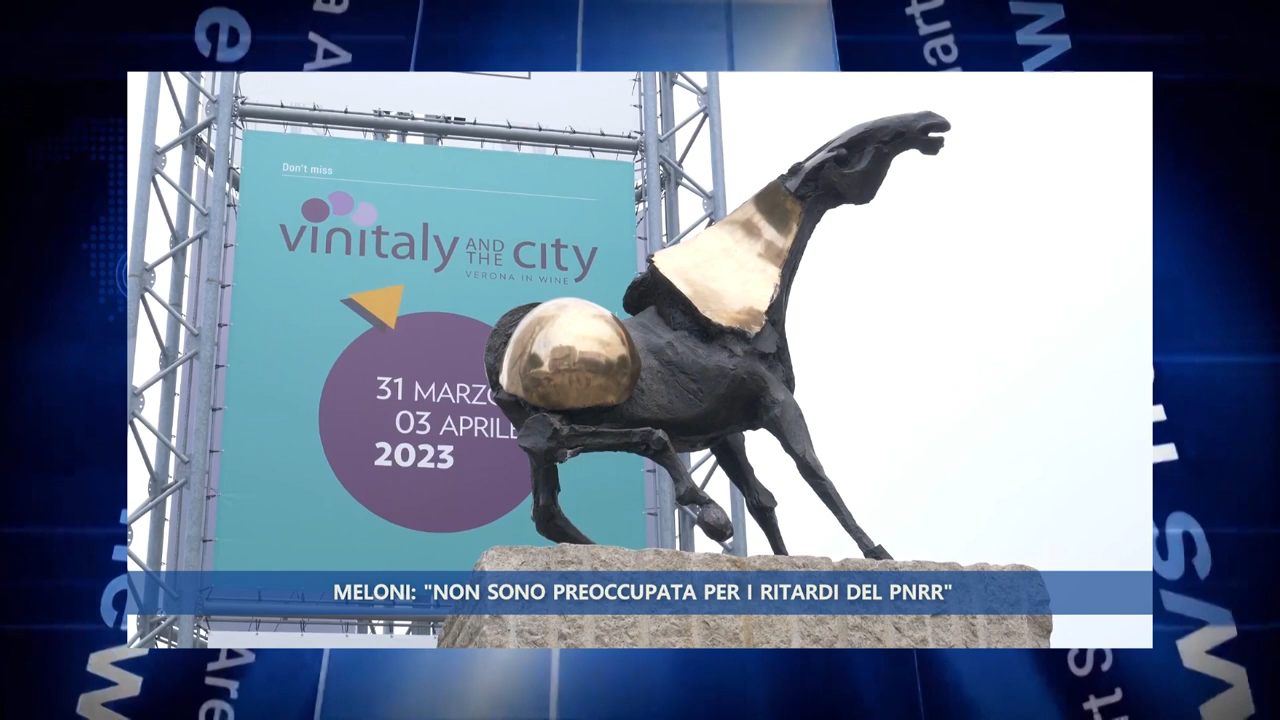 Don't miss
vinitaly AND THE city
VERONA IN WINE
31 MARZO
03 APRILE
2023
MELONI: "NON SONO PREOCCUPATA PER I RITARDI DEL PNRR"